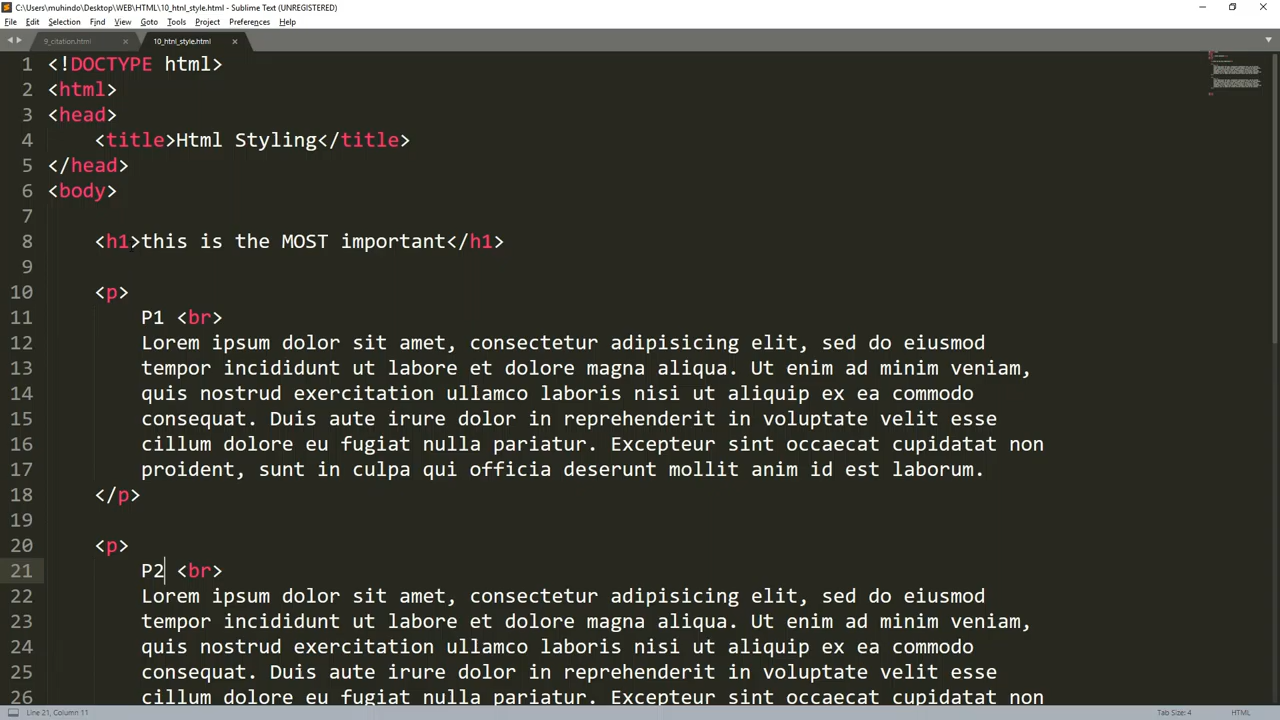 C:\Users\muhindo\Desktop\WEB\HTML\10_htnl_style.html - Sublime Text (UNREGISTERED)
File Edit Selection Find View Goto Tools Project Preferences Help
9_citation.html 10_htnl_style.html
1 <!DOCTYPE html>
2 <html>
3 <head>
4 <title>Html Styling</title>
5 </head>
6 <body>
7
8 <h1>this is the MOST important</h1>
9
10 <p>
11 P1 <br>
12 Lorem ipsum dolor sit amet, consectetur adipisicing elit, sed do eiusmod
13 tempor incididunt ut labore et dolore magna aliqua. Ut enim ad minim veniam,
14 quis nostrud exercitation ullamco laboris nisi ut aliquip ex ea commodo
15 consequat. Duis aute irure dolor in reprehenderit in voluptate velit esse
16 cillum dolore eu fugiat nulla pariatur. Excepteur sint occaecat cupidatat non
17 proident, sunt in culpa qui officia deserunt mollit anim id est laborum.
18 </p>
19
20 <p>
21 P2 <br>
22 Lorem ipsum dolor sit amet, consectetur adipisicing elit, sed do eiusmod
23 tempor incididunt ut labore et dolore magna aliqua. Ut enim ad minim veniam,
24 quis nostrud exercitation ullamco laboris nisi ut aliquip ex ea commodo
25 consequat. Duis aute irure dolor in reprehenderit in voluptate velit esse
26 cillum dolore eu fugiat nulla pariatur. Excepteur sint occaecat cupidatat non
Line 21, Column 11 Tab Size: 4 HTML